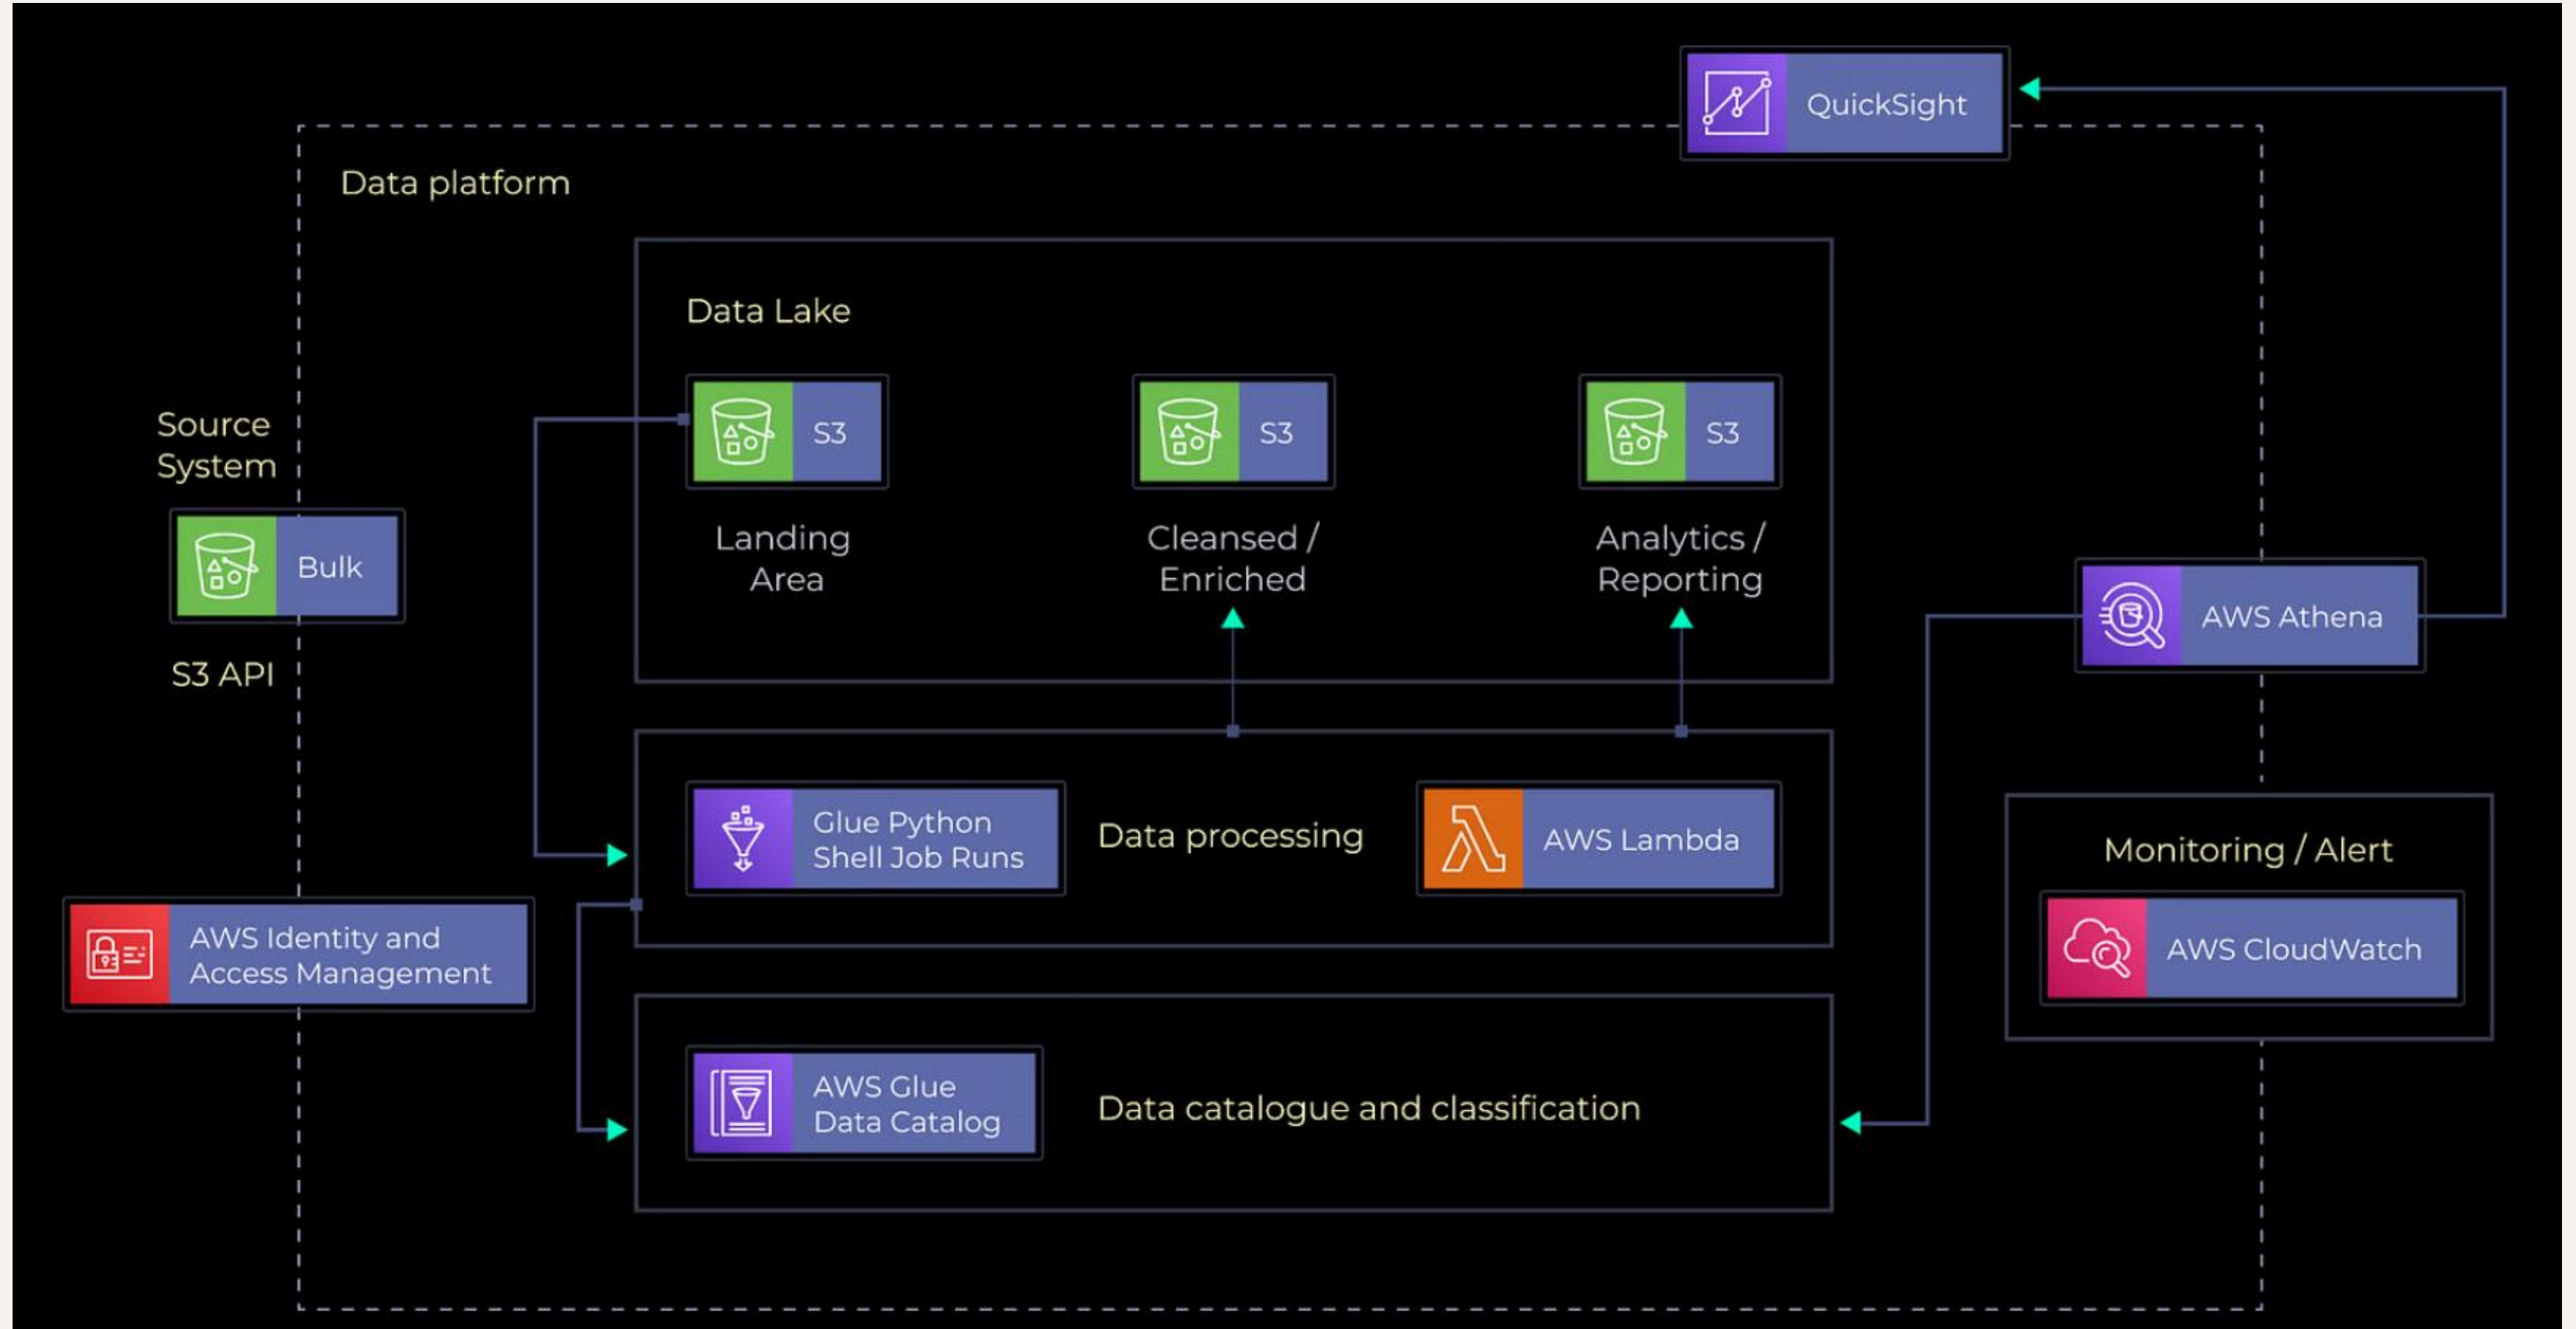 QuickSight
Data platform
Data Lake
S3
S3
S3
Landing
Area
Cleansed /
Enriched
Analytics /
Reporting
Source
System
Bulk
S3 API
AWS Athena
Glue Python
Shell Job Runs
Data processing
AWS Lambda
Monitoring / Alert
AWS CloudWatch
AWS Identity and
Access Management
AWS Glue
Data Catalog
Data catalogue and classification